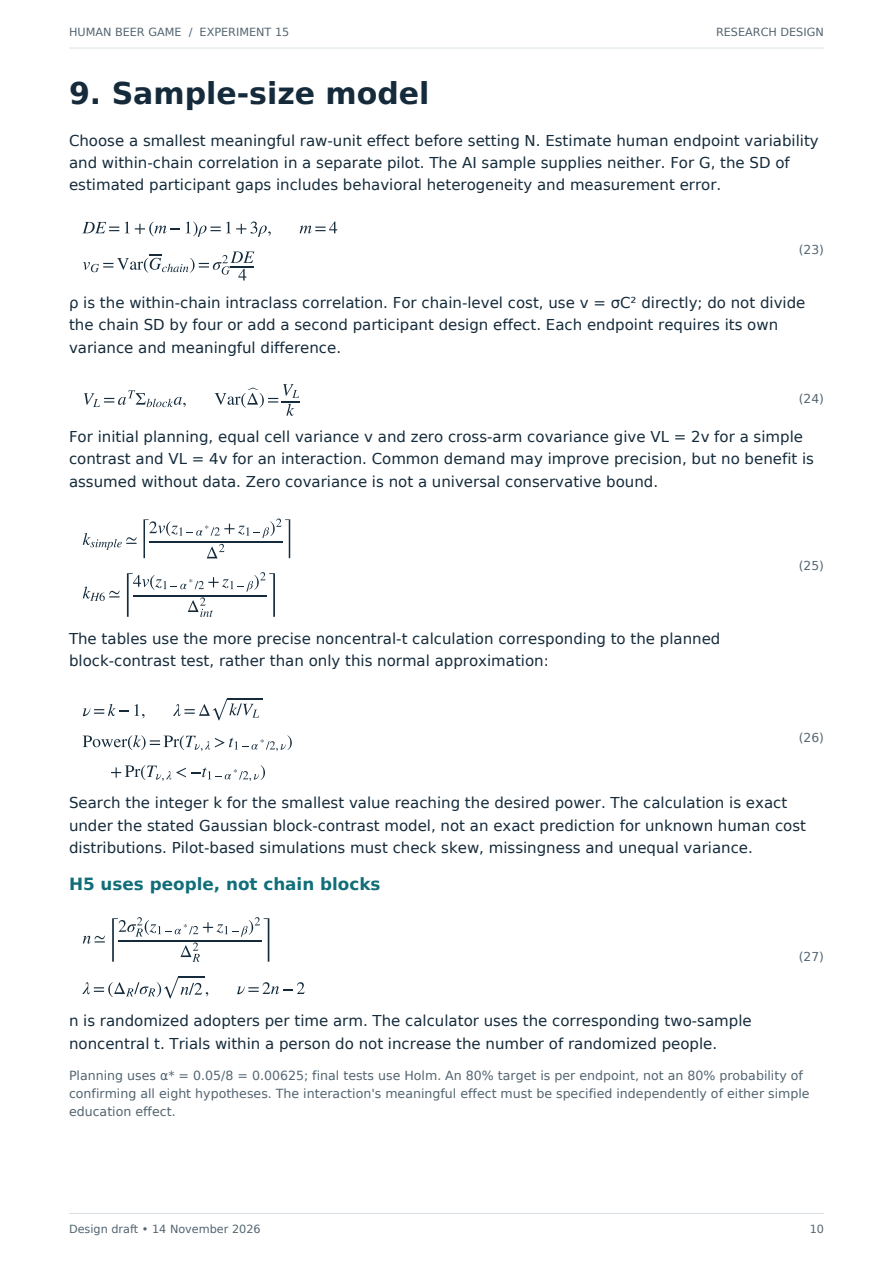 HUMAN BEER GAME / EXPERIMENT 15
RESEARCH DESIGN
9. Sample-size model
Choose a smallest meaningful raw-unit effect before setting N. Estimate human endpoint variability
and within-chain correlation in a separate pilot. The AI sample supplies neither. For G, the SD of
estimated participant gaps includes behavioral heterogeneity and measurement error.
DE = 1 + (m − 1)ρ = 1 + 3ρ,  m = 4
v_G = Var(G̅_chain) = σ_G² DE/4
(23)
ρ is the within-chain intraclass correlation. For chain-level cost, use v = σC² directly; do not divide
the chain SD by four or add a second participant design effect. Each endpoint requires its own
variance and meaningful difference.
V_L = a^T Σ_block a,  Var(Δ̂) = V_L/k
(24)
For initial planning, equal cell variance v and zero cross-arm covariance give VL = 2v for a simple
contrast and VL = 4v for an interaction. Common demand may improve precision, but no benefit is
assumed without data. Zero covariance is not a universal conservative bound.
k_simple ≃ ⌈2v(z_{1−α*/2} + z_{1−β})² / Δ²⌉
k_H6 ≃ ⌈4v(z_{1−α*/2} + z_{1−β})² / Δ_int²⌉
(25)
The tables use the more precise noncentral-t calculation corresponding to the planned
block-contrast test, rather than only this normal approximation:
ν = k − 1,  λ = Δ√(k/V_L)
Power(k) = Pr(T_{ν,λ} > t_{1−α*/2,ν})
+ Pr(T_{ν,λ} < −t_{1−α*/2,ν})
(26)
Search the integer k for the smallest value reaching the desired power. The calculation is exact
under the stated Gaussian block-contrast model, not an exact prediction for unknown human cost
distributions. Pilot-based simulations must check skew, missingness and unequal variance.
H5 uses people, not chain blocks
n ≃ ⌈2σ_R²(z_{1−α*/2} + z_{1−β})² / Δ_R²⌉
λ = (Δ_R/σ_R)√(n/2),  ν = 2n − 2
(27)
n is randomized adopters per time arm. The calculator uses the corresponding two-sample
noncentral t. Trials within a person do not increase the number of randomized people.
Planning uses α* = 0.05/8 = 0.00625; final tests use Holm. An 80% target is per endpoint, not an 80% probability of
confirming all eight hypotheses. The interaction's meaningful effect must be specified independently of either simple
education effect.
Design draft • 14 November 2026
10